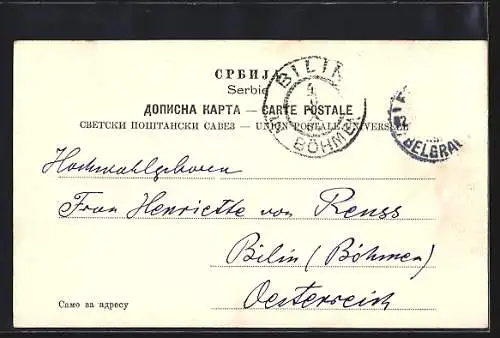 СРБИЈА
Serbie
ДОПИСНА КАРТА — CARTE POSTALE
СВЕТСКИ ПОШТАНСКИ САВЕЗ — UNION POSTALE UNIVERSELLE
BILIN
BÖHMEN
BELGRA
Hochwohlgeboren
Frau Henriette von Reuss
Bilin (Böhmen)
Oesterreich
Само за адресу